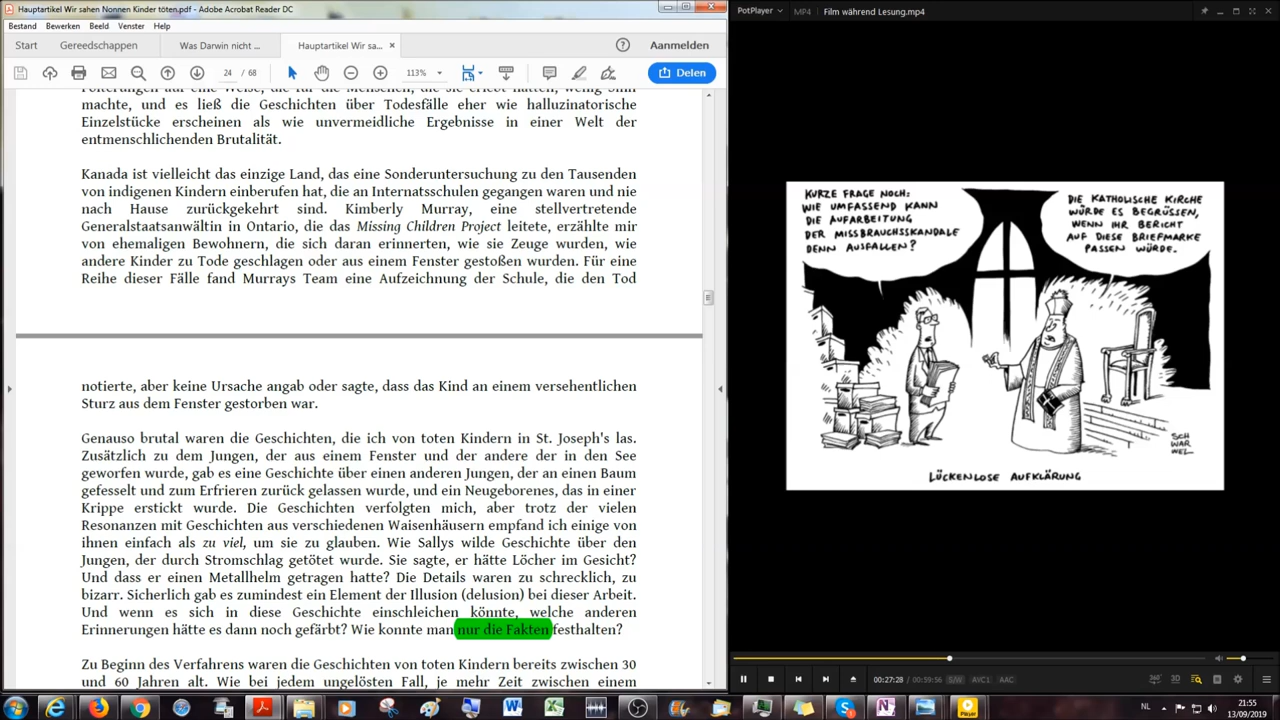 Hauptartikel Wir sahen Nonnen Kinder töten.pdf - Adobe Acrobat Reader DC
Bestand Bewerken Beeld Venster Help
Start Gereedschappen Was Darwin nicht ... Hauptartikel Wir sa... × Anmelden
24 / 68 113% Delen
machte, und es ließ die Geschichten über Todesfälle eher wie halluzinatorische
Einzelstücke erscheinen als wie unvermeidliche Ergebnisse in einer Welt der
entmenschlichenden Brutalität.
Kanada ist vielleicht das einzige Land, das eine Sonderuntersuchung zu den Tausenden
von indigenen Kindern einberufen hat, die an Internatsschulen gegangen waren und nie
nach Hause zurückgekehrt sind. Kimberly Murray, eine stellvertretende
Generalstaatsanwältin in Ontario, die das Missing Children Project leitete, erzählte mir
von ehemaligen Bewohnern, die sich daran erinnerten, wie sie Zeuge wurden, wie
andere Kinder zu Tode geschlagen oder aus einem Fenster gestoßen wurden. Für eine
Reihe dieser Fälle fand Murrays Team eine Aufzeichnung der Schule, die den Tod
notierte, aber keine Ursache angab oder sagte, dass das Kind an einem versehentlichen
Sturz aus dem Fenster gestorben war.
Genauso brutal waren die Geschichten, die ich von toten Kindern in St. Joseph's las.
Zusätzlich zu dem Jungen, der aus einem Fenster und der andere der in den See
geworfen wurde, gab es eine Geschichte über einen anderen Jungen, der an einen Baum
gefesselt und zum Erfrieren zurück gelassen wurde, und ein Neugeborenes, das in einer
Krippe erstickt wurde. Die Geschichten verfolgten mich, aber trotz der vielen
Resonanzen mit Geschichten aus verschiedenen Waisenhäusern empfand ich einige von
ihnen einfach als zu viel, um sie zu glauben. Wie Sallys wilde Geschichte über den
Jungen, der durch Stromschlag getötet wurde. Sie sagte, er hätte Löcher im Gesicht?
Und dass er einen Metallhelm getragen hatte? Die Details waren zu schrecklich, zu
bizarr. Sicherlich gab es zumindest ein Element der Illusion (delusion) bei dieser Arbeit.
Und wenn es sich in diese Geschichte einschleichen könnte, welche anderen
Erinnerungen hätte es dann noch gefärbt? Wie konnte man nur die Fakten festhalten?
Zu Beginn des Verfahrens waren die Geschichten von toten Kindern bereits zwischen 30
und 60 Jahren alt. Wie bei jedem ungelösten Fall, je mehr Zeit zwischen einem
PotPlayer MP4 Film während Lesung.mp4
KURZE FRAGE NOCH:
WIE UMFASSEND KANN
DIE AUFARBEITUNG
DER MISSBRAUCHSSKANDALE
DENN AUSFALLEN?
DIE KATHOLISCHE KIRCHE
WÜRDE ES BEGRÜSSEN,
WENN IHR BERICHT
AUF DIESE BRIEFMARKE
PASSEN WÜRDE.
SCH
WAR
WEL
LÜCKENLOSE AUFKLÄRUNG
00:27:28 / 00:59:56 S/W AVC1 AAC
360° 3D
NL 21:55
13/09/2019